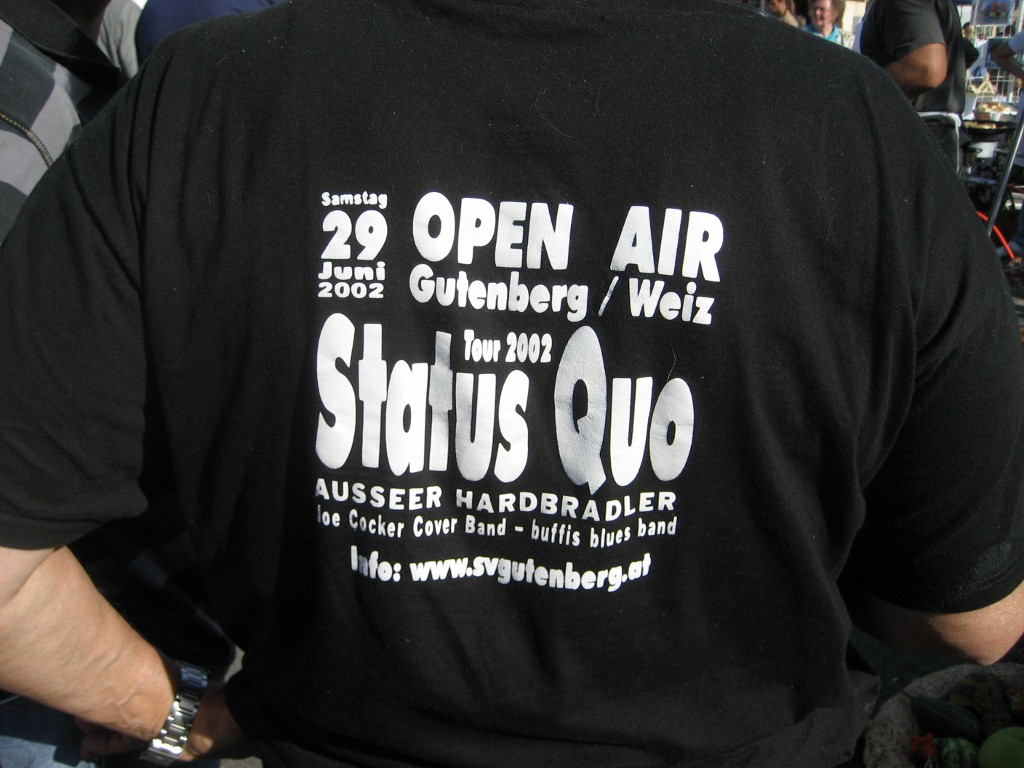 Samstag
29
Juni
2002
OPEN AIR
Gutenberg / Weiz
Tour 2002
Status Quo
AUSSEER HARDBRADLER
Joe Cocker Cover Band - buffis blues band
Info: www.svgutenberg.at